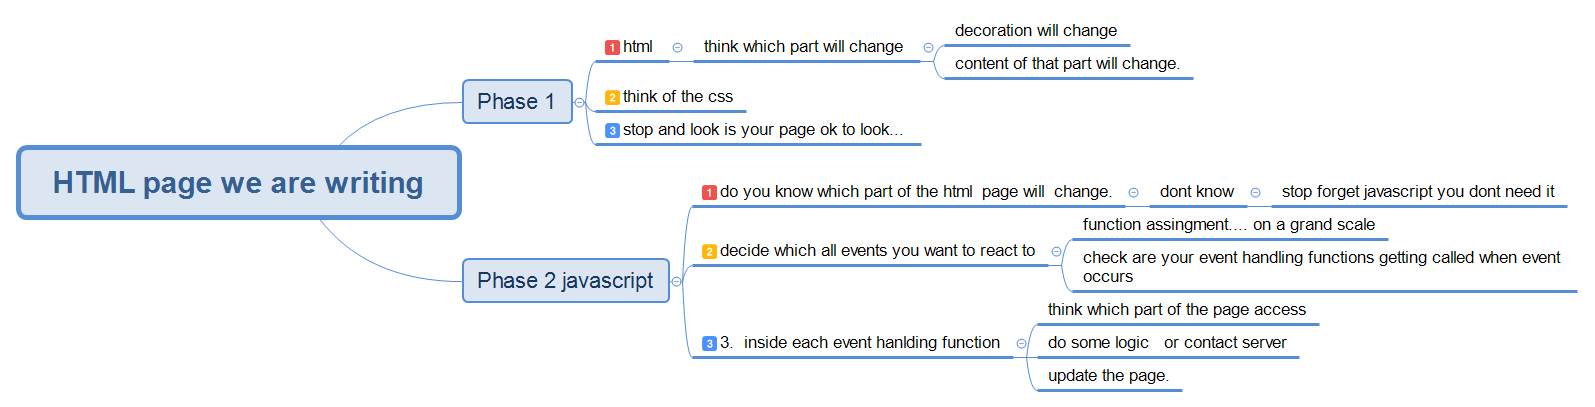 HTML page we are writing
Phase 1
1 html
think which part will change
decoration will change
content of that part will change.
2 think of the css
3 stop and look is your page ok to look...
Phase 2 javascript
1 do you know which part of the html page will change.
dont know
stop forget javascript you dont need it
2 decide which all events you want to react to
function assingment.... on a grand scale
check are your event handling functions getting called when event
occurs
3 3. inside each event hanlding function
think which part of the page access
do some logic or contact server
update the page.